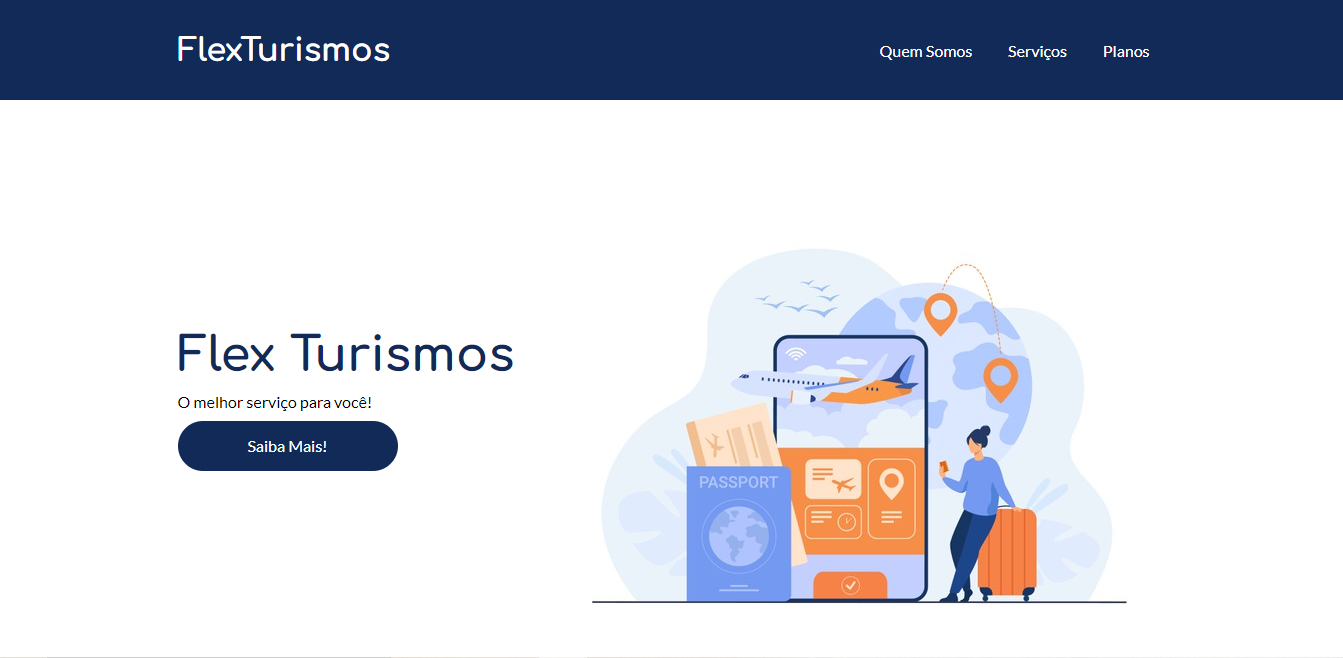 FlexTurismos
Quem Somos Serviços Planos
Flex Turismos
O melhor serviço para você!
Saiba Mais!
PASSPORT